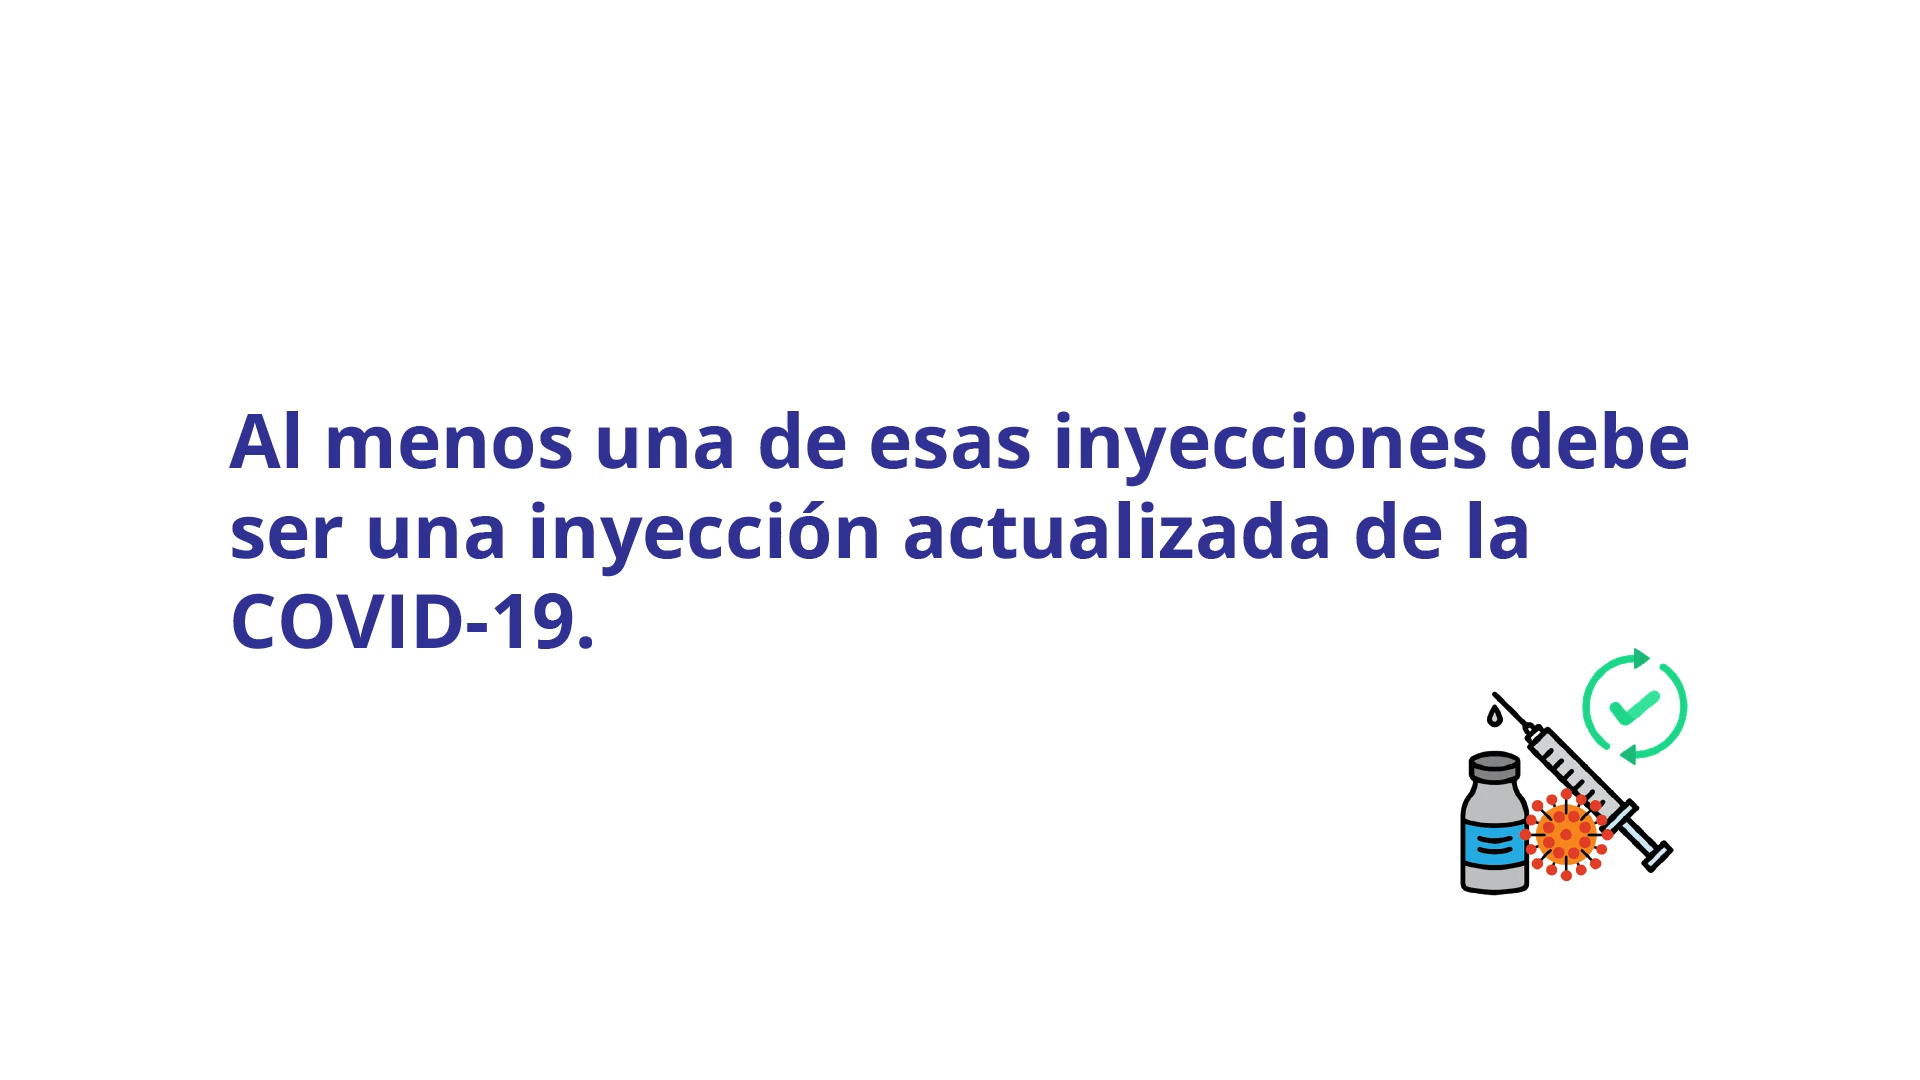 Al menos una de esas inyecciones debe
ser una inyección actualizada de la
COVID-19.